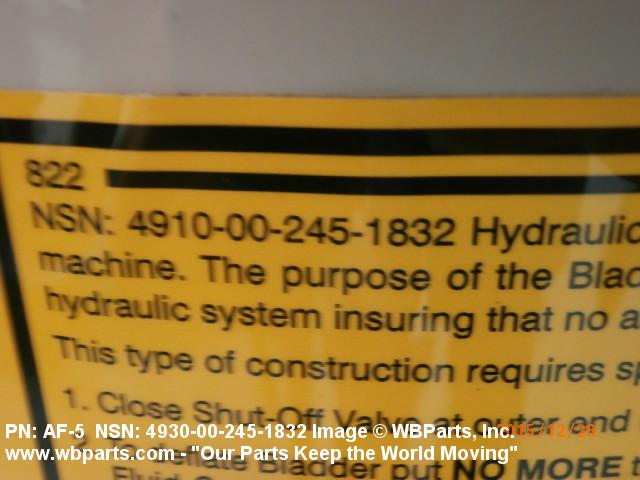 822
NSN: 4910-00-245-1832 Hydraulic
machine. The purpose of the Blad
hydraulic system insuring that no a
This type of construction requires sp
1. Close Shut-Off Valve at outer end
Bladder put NO MORE t
PN: AF-5 NSN: 4930-00-245-1832 Image © WBParts, Inc.
www.wbparts.com - "Our Parts Keep the World Moving"